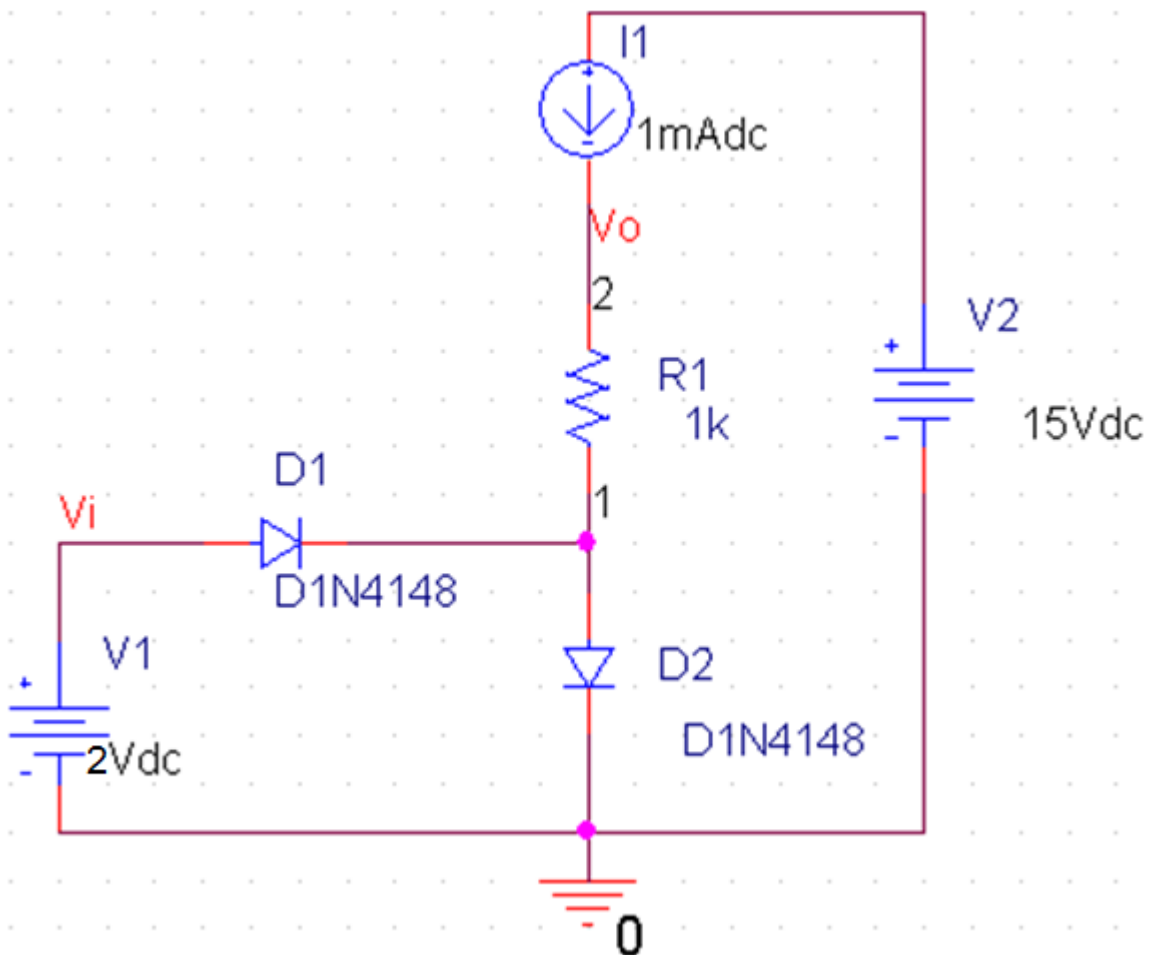 I1
+
-
1mAdc
Vo
2
V2
+
R1
1k
-
15Vdc
D1
Vi
1
D1N4148
V1
D2
+
2Vdc
-
D1N4148
0